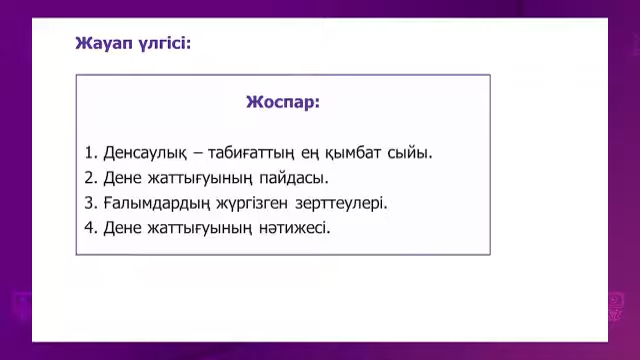 Жауап үлгісі:
Жоспар:
1. Денсаулық – табиғаттың ең қымбат сыйы.
2. Дене жаттығуының пайдасы.
3. Ғалымдардың жүргізген зерттеулері.
4. Дене жаттығуының нәтижесі.